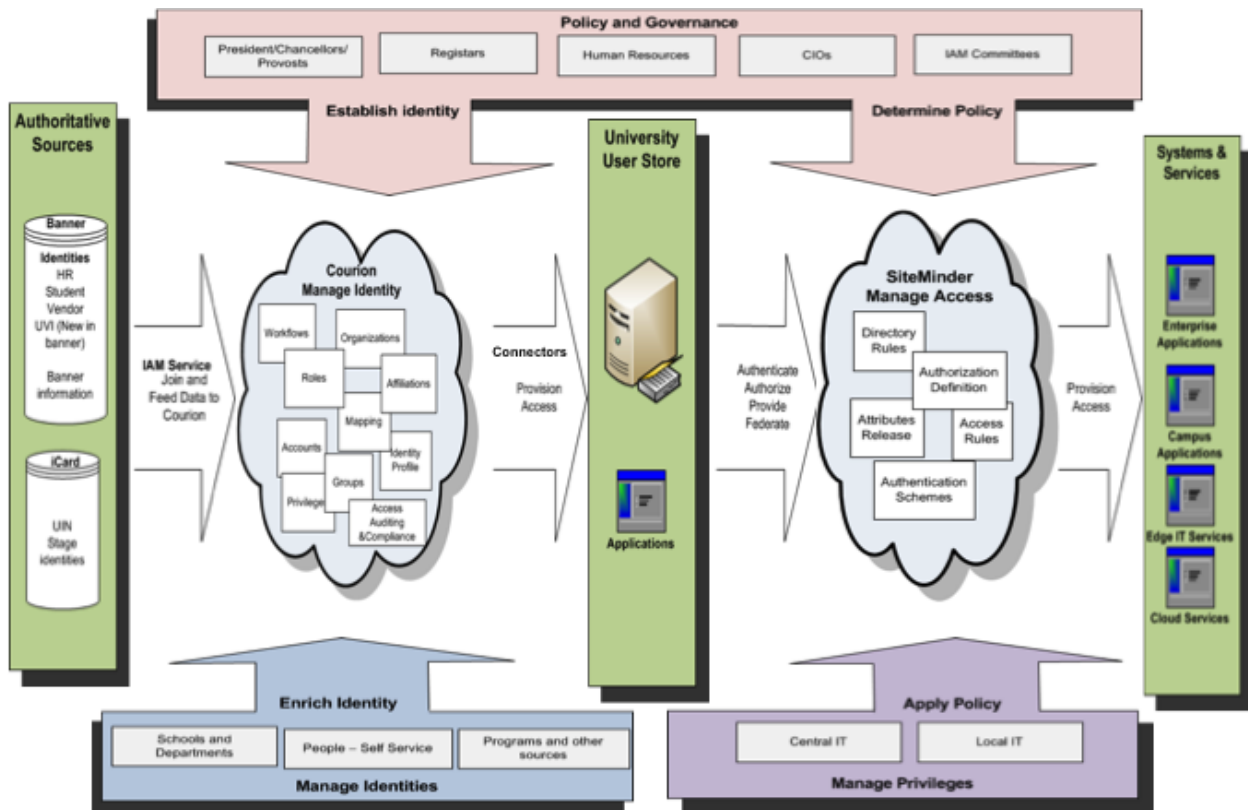 Policy and Governance
President/Chancellors/
Provosts
Registrars
Human Resources
CIOs
IAM Committees
Establish identity
Determine Policy
Authoritative
Sources
Banner
Identities
HR
Student
Vendor
UVI (New in
banner)
Banner
information
iCard
UIN
Stage
identities
IAM Service
Join and
Feed Data to
Courion
Courion
Manage Identity
Workflows
Organizations
Roles
Affiliations
Mapping
Accounts
Identity
Profile
Groups
Privilege
Access
Auditing
&Compliance
Connectors
Provision
Access
University
User Store
Applications
Authenticate
Authorize
Provide
Federate
SiteMinder
Manage Access
Directory
Rules
Authorization
Definition
Attributes
Release
Access
Rules
Authentication
Schemes
Provision
Access
Systems &
Services
Enterprise
Applications
Campus
Applications
Edge IT Services
Cloud Services
Enrich Identity
Schools and
Departments
People – Self Service
Programs and other
sources
Manage Identities
Apply Policy
Central IT
Local IT
Manage Privileges